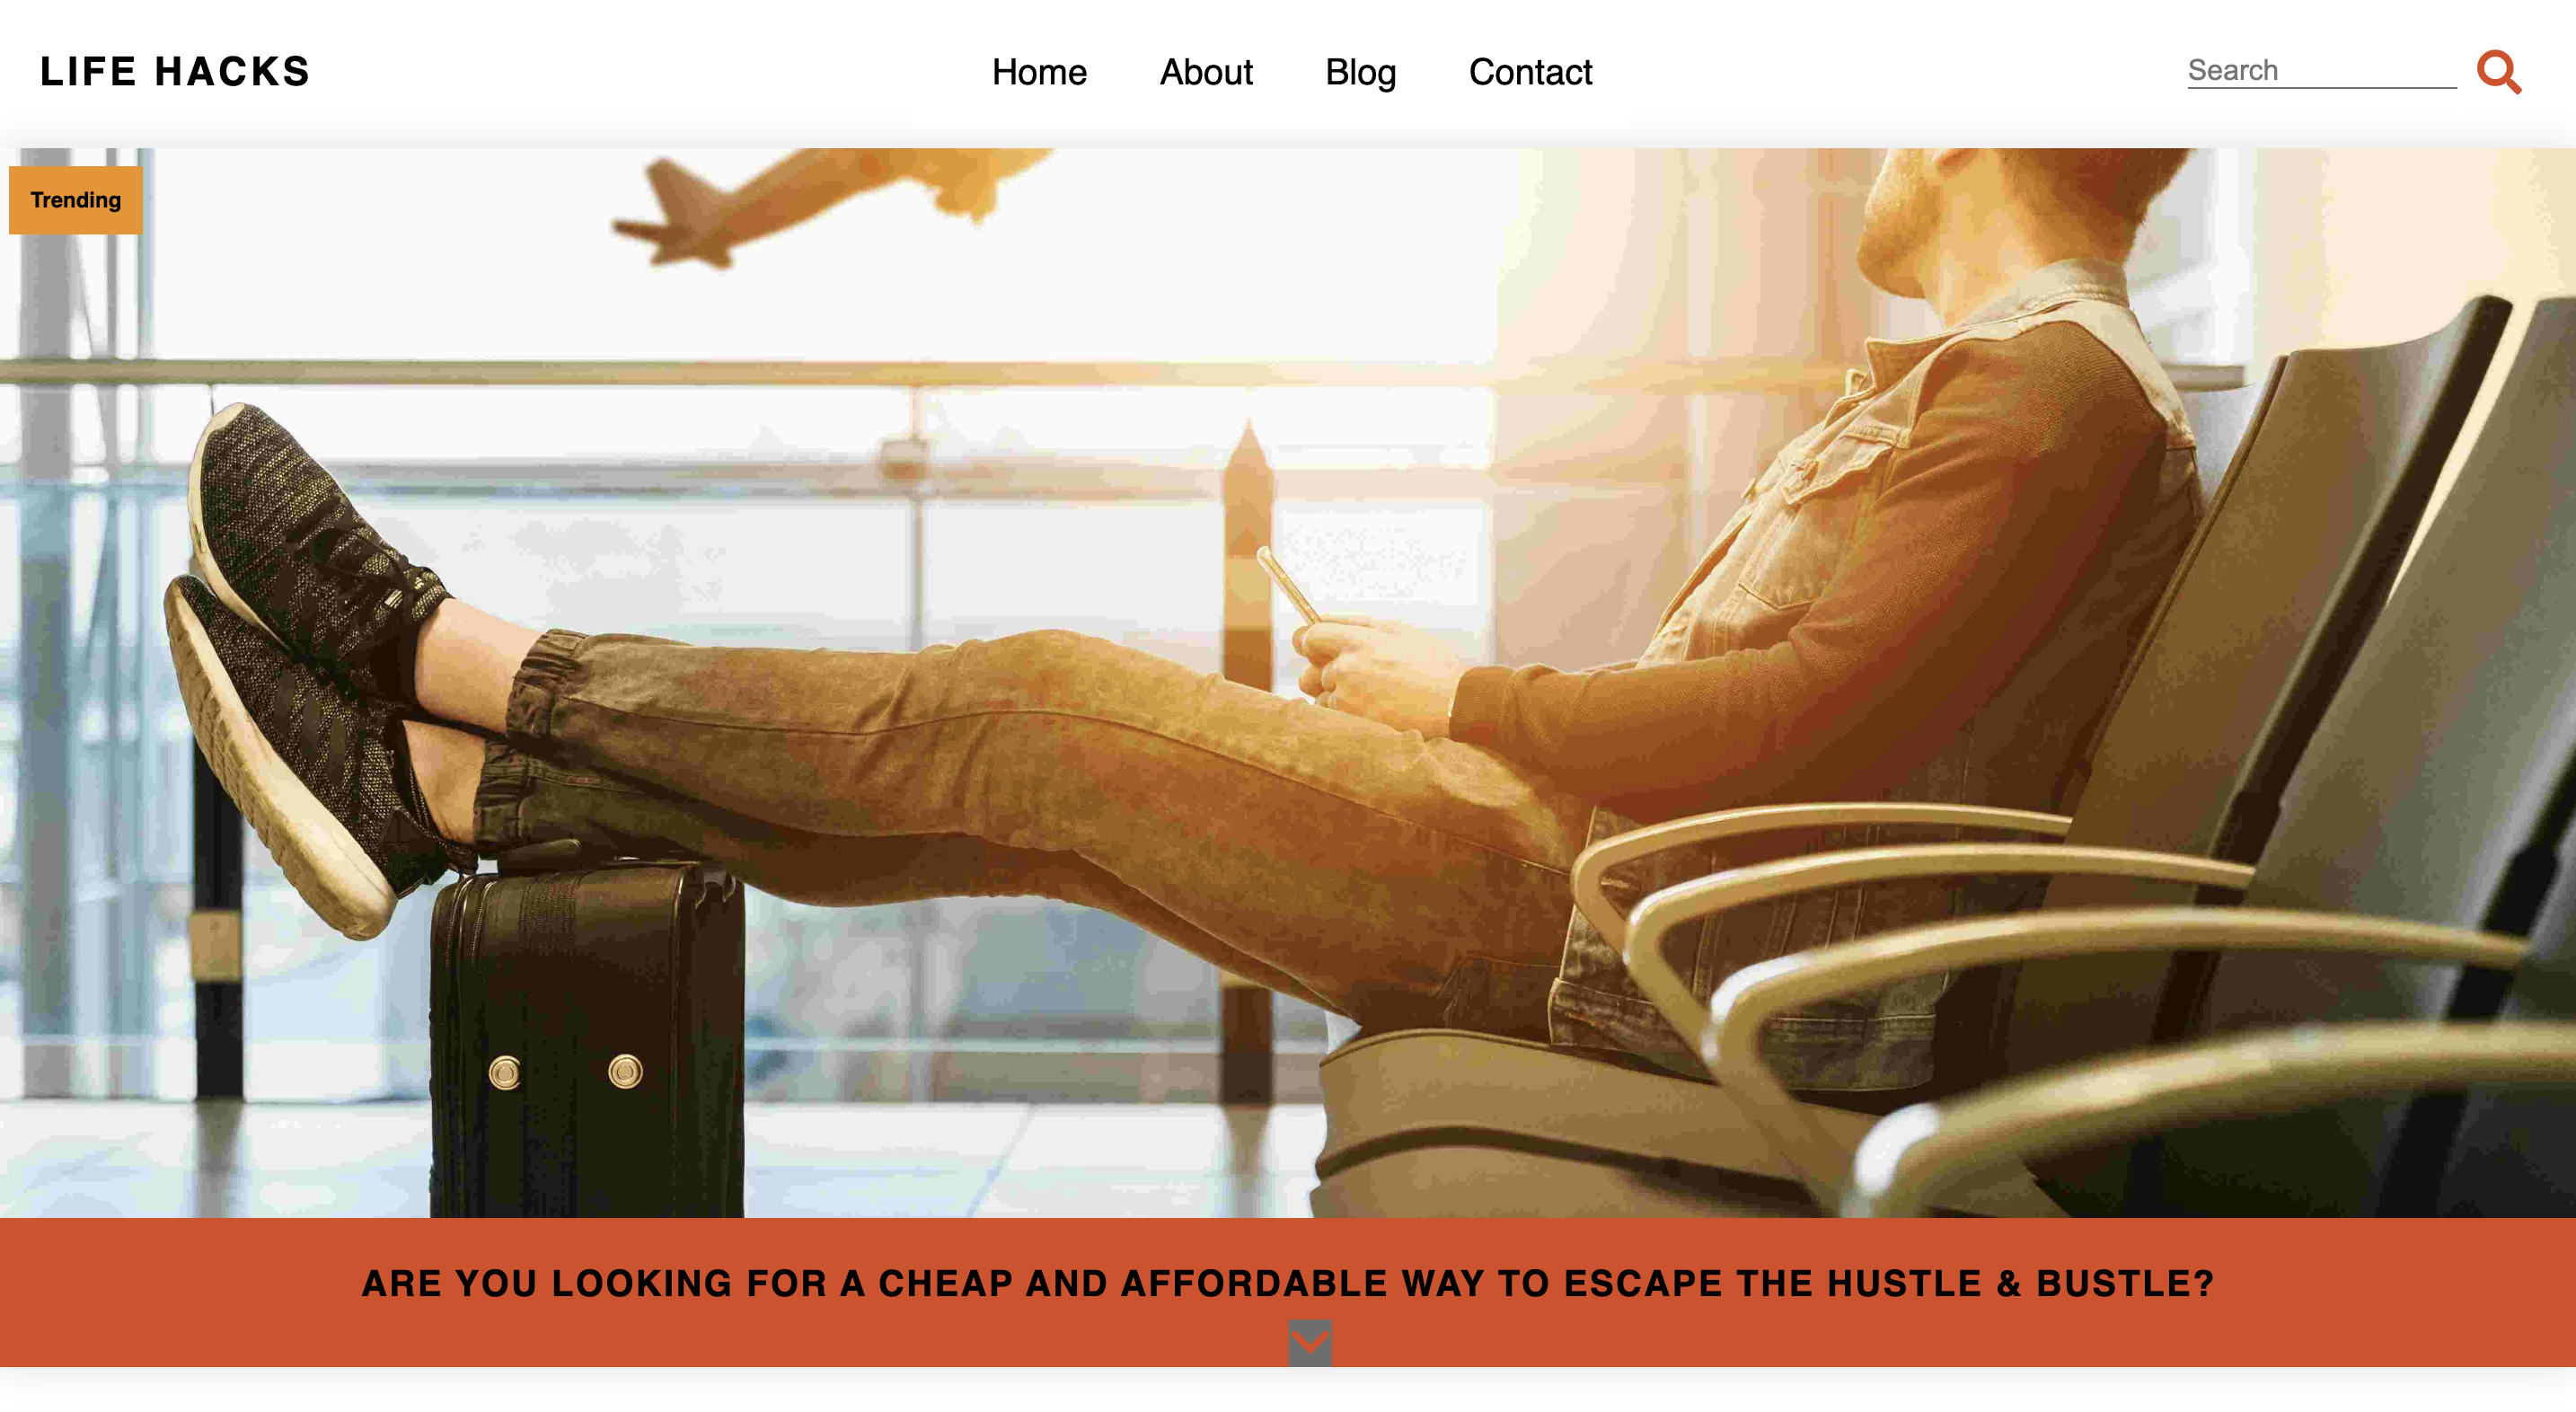 LIFE HACKS
Home About Blog Contact
Search
Trending
ARE YOU LOOKING FOR A CHEAP AND AFFORDABLE WAY TO ESCAPE THE HUSTLE & BUSTLE?